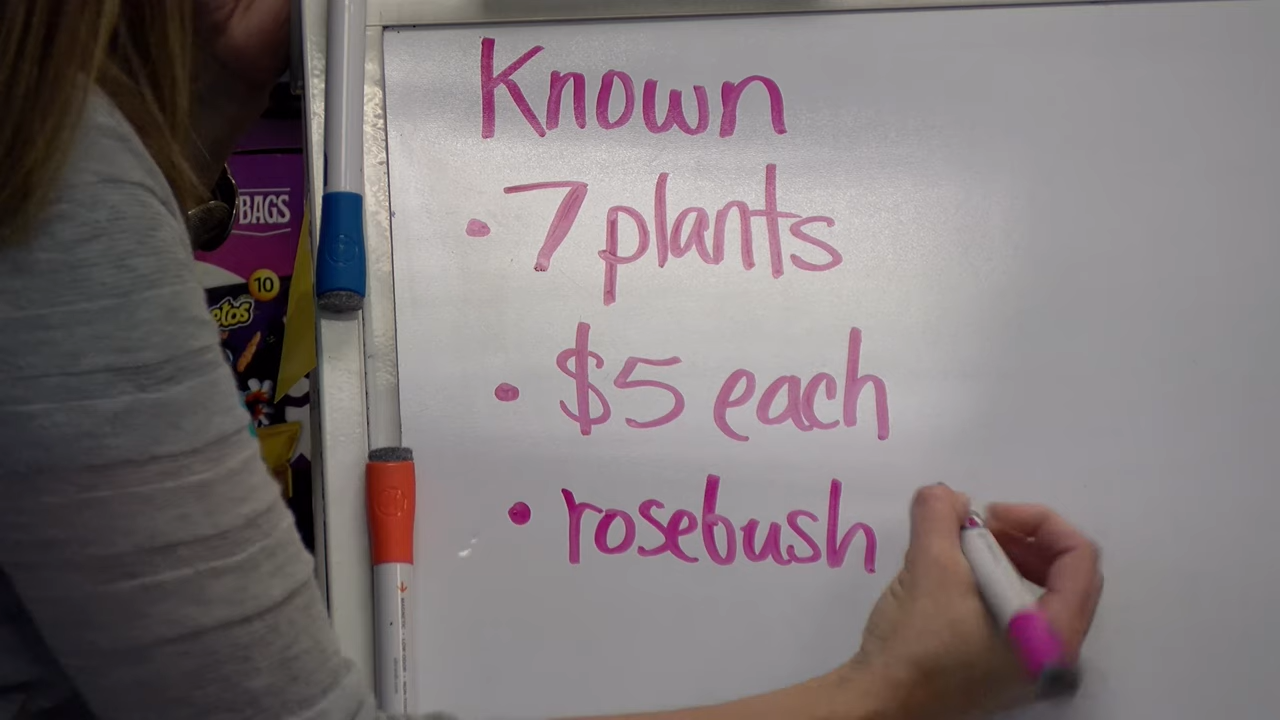 Known
• 7 plants
• $5 each
• rosebush
BAGS
10
etos